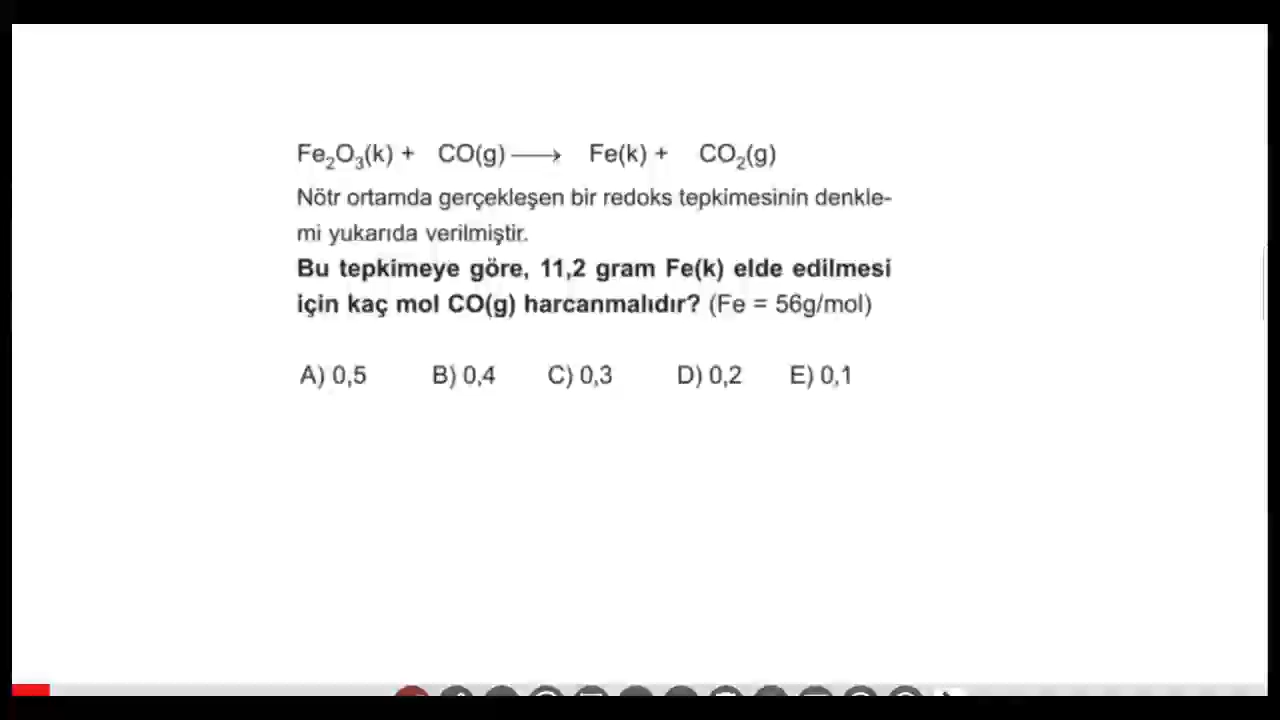 Fe₂O₃(k) + CO(g) ⟶ Fe(k) + CO₂(g)
Nötr ortamda gerçekleşen bir redoks tepkimesinin denkle-
mi yukarıda verilmiştir.
Bu tepkimeye göre, 11,2 gram Fe(k) elde edilmesi
için kaç mol CO(g) harcanmalıdır? (Fe = 56g/mol)
A) 0,5 B) 0,4 C) 0,3 D) 0,2 E) 0,1